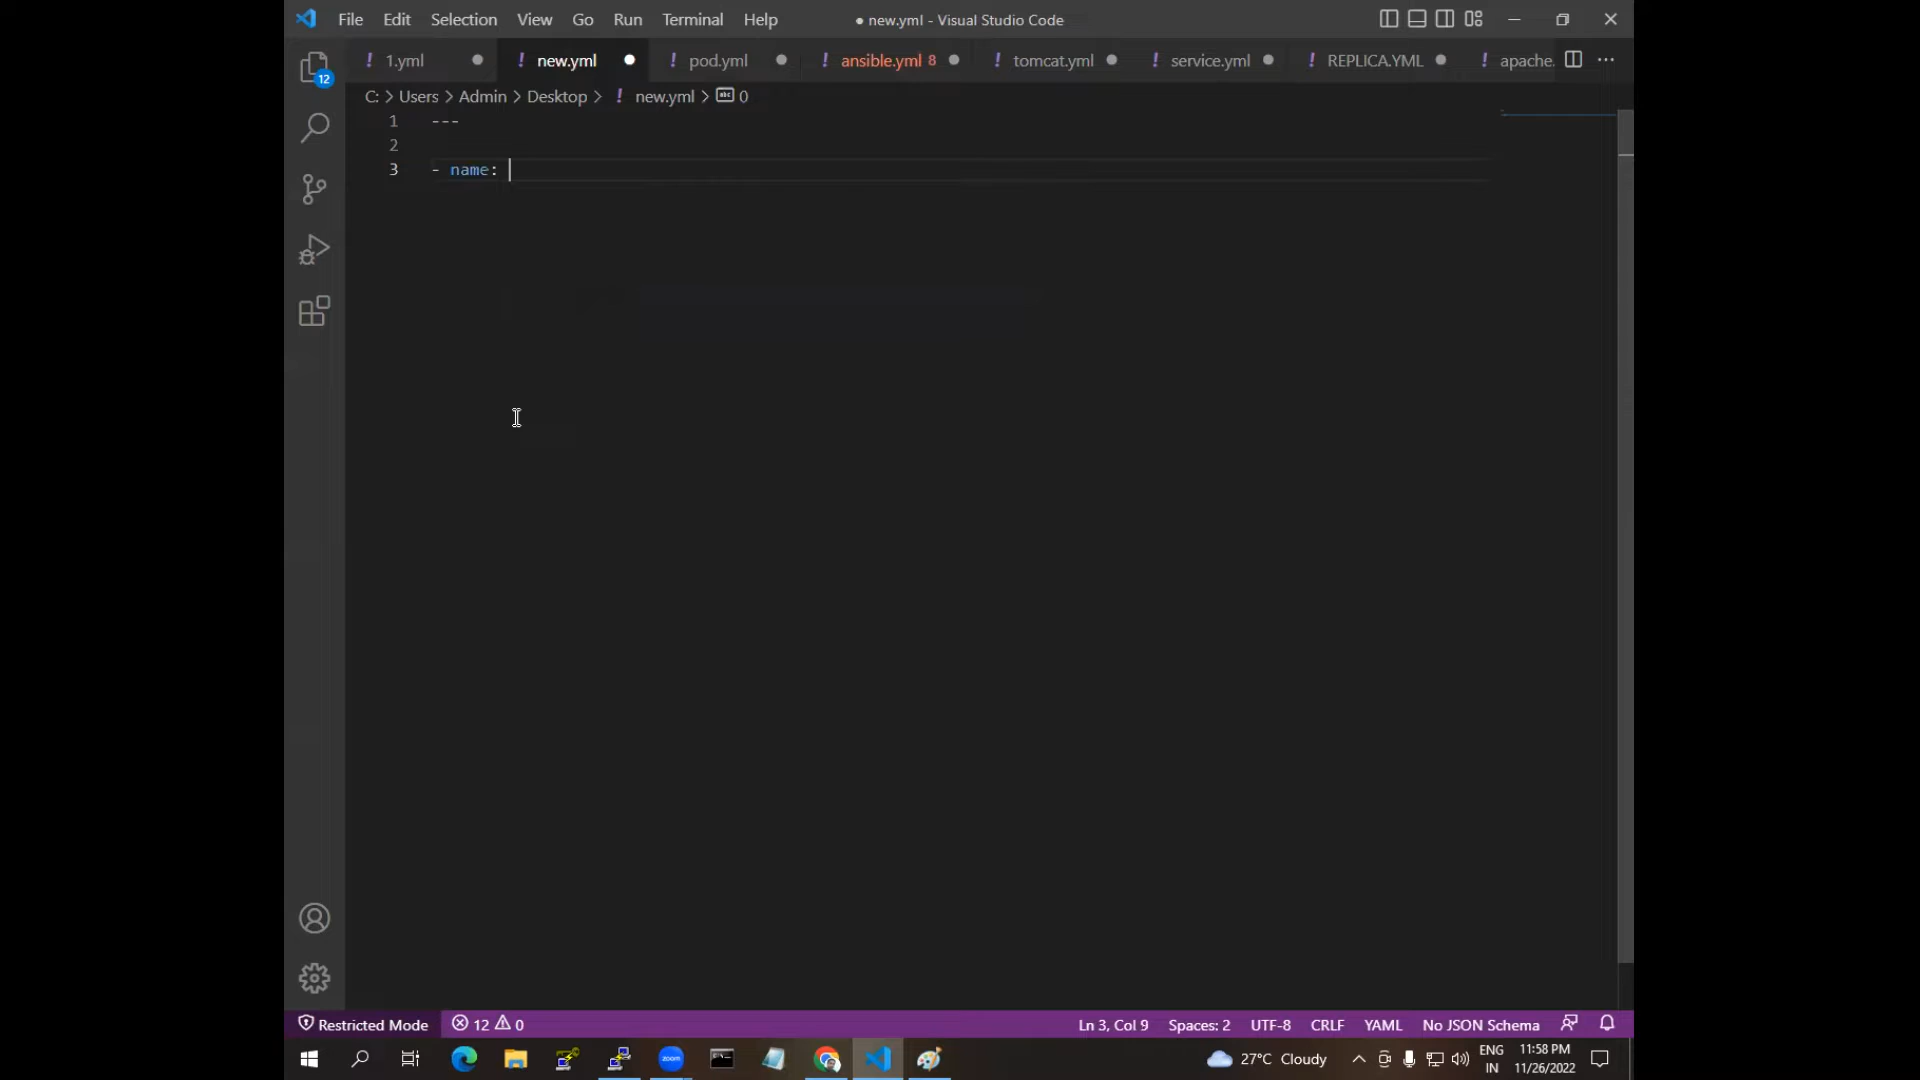 File Edit Selection View Go Run Terminal Help ● new.yml - Visual Studio Code
! 1.yml ! new.yml ! pod.yml ! ansible.yml 8 ! tomcat.yml ! service.yml ! REPLICA.YML ! apache.
12
C: > Users > Admin > Desktop > ! new.yml > abc 0
1 ---
2
3 - name:
Restricted Mode 12 0 Ln 3, Col 9 Spaces: 2 UTF-8 CRLF YAML No JSON Schema
zoom 27°C Cloudy ENG 11:58 PM
IN 11/26/2022